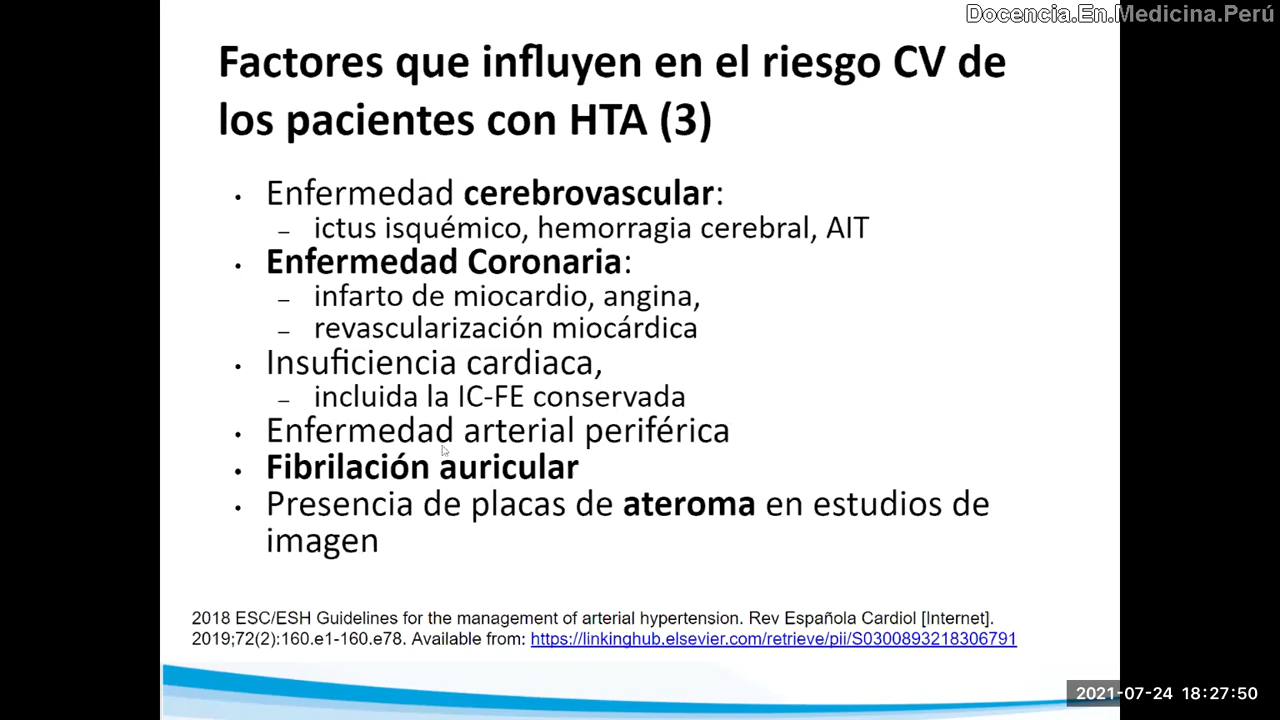 Docencia.En.Medicina.Perú
Factores que influyen en el riesgo CV de
los pacientes con HTA (3)
• Enfermedad cerebrovascular:
– ictus isquémico, hemorragia cerebral, AIT
• Enfermedad Coronaria:
– infarto de miocardio, angina,
– revascularización miocárdica
• Insuficiencia cardiaca,
– incluida la IC-FE conservada
• Enfermedad arterial periférica
• Fibrilación auricular
• Presencia de placas de ateroma en estudios de
imagen
2018 ESC/ESH Guidelines for the management of arterial hypertension. Rev Española Cardiol [Internet].
2019;72(2):160.e1-160.e78. Available from: https://linkinghub.elsevier.com/retrieve/pii/S0300893218306791
2021-07-24 18:27:50